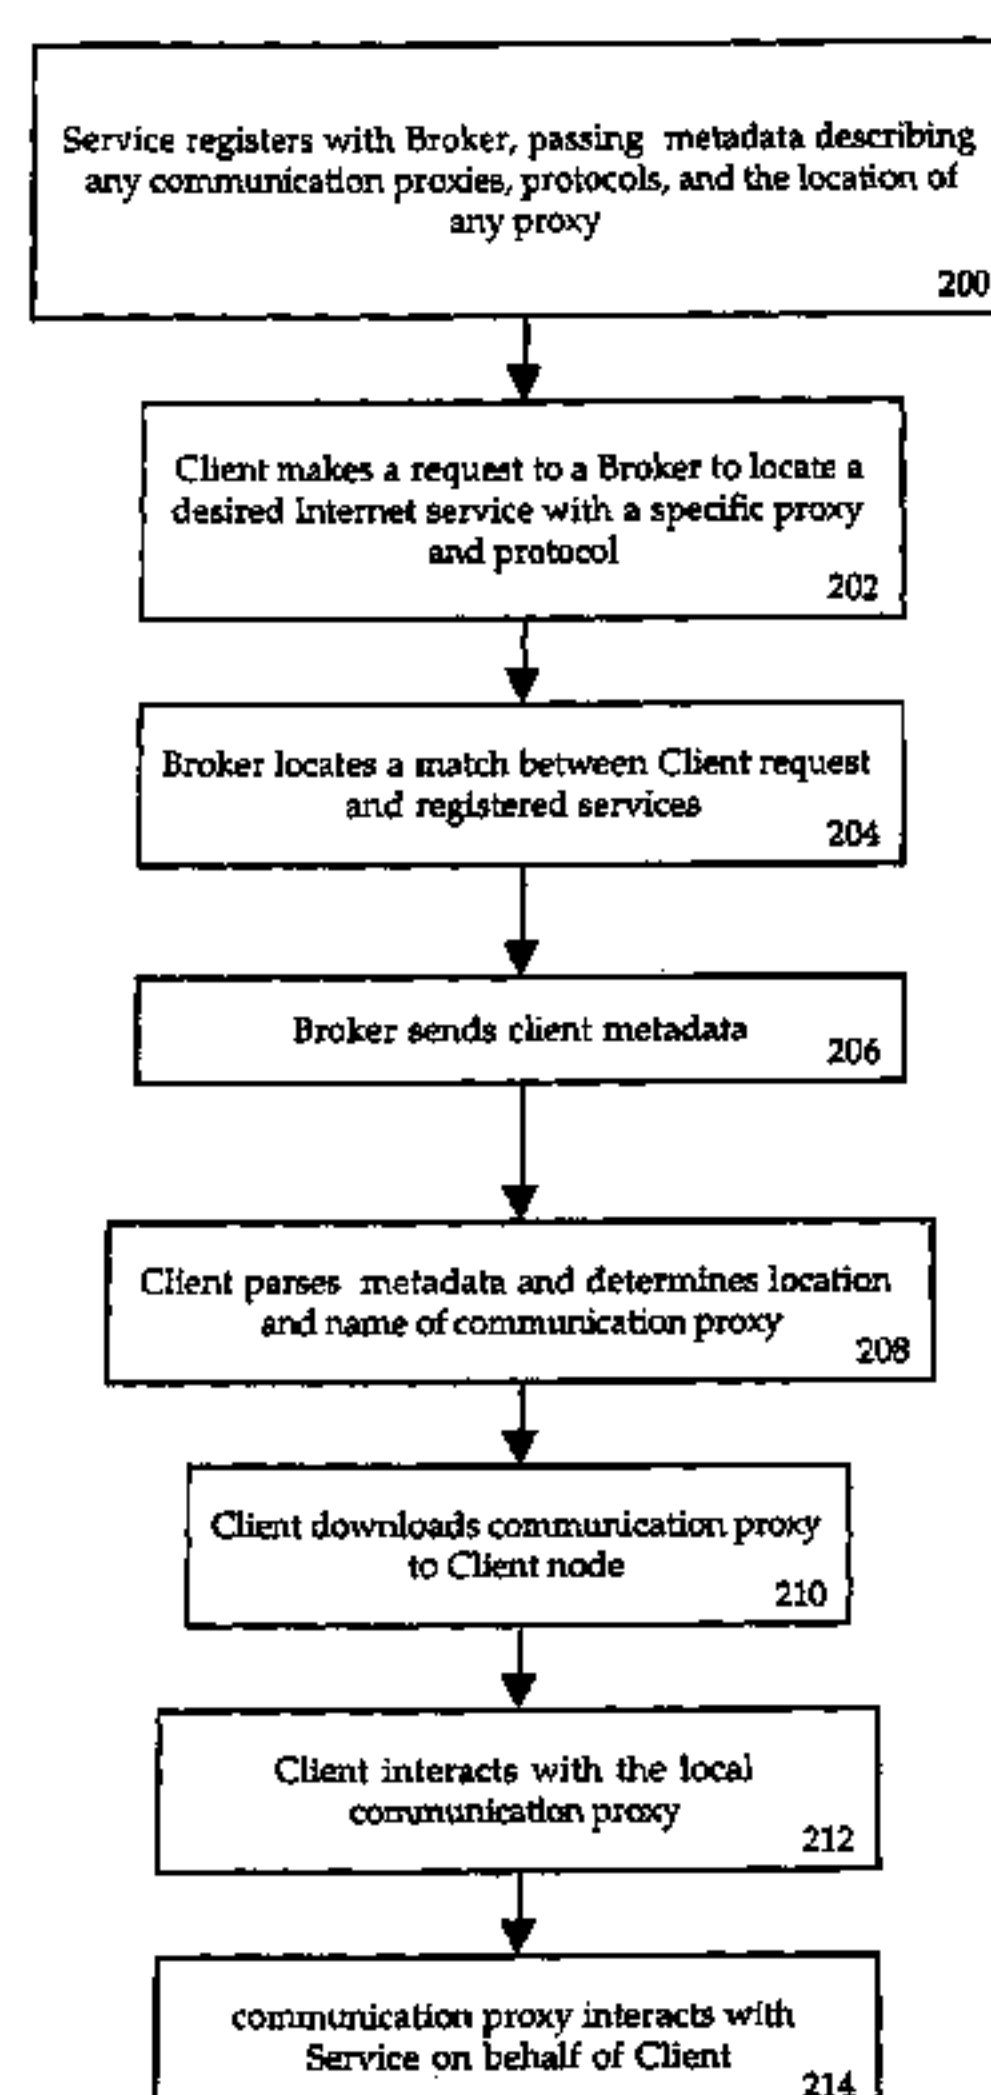 Service registers with Broker, passing metadata describing
any communication proxies, protocols, and the location of
any proxy
200
Client makes a request to a Broker to locate a
desired Internet service with a specific proxy
and protocol
202
Broker locates a match between Client request
and registered services
204
Broker sends client metadata
206
Client parses metadata and determines location
and name of communication proxy
208
Client downloads communication proxy
to Client node
210
Client interacts with the local
communication proxy
212
communication proxy interacts with
Service on behalf of Client
214